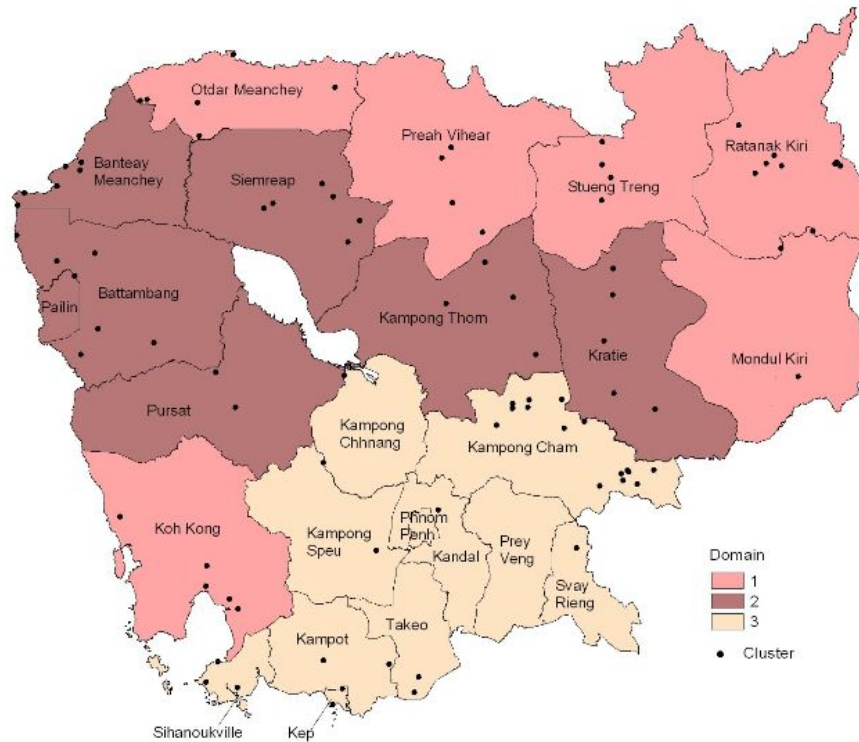 Otdar Meanchey
Preah Vihear
Ratanak Kiri
Banteay
Meanchey
Siemreap
Stueng Treng
Battambang
Pailin
Kampong Thom
Kratie
Mondul Kiri
Pursat
Kampong
Chhnang
Kampong Cham
Koh Kong
Kampong
Speu
Phnom
Penh
Kandal
Prey
Veng
Svay
Rieng
Domain
1
2
3
Cluster
Kampot
Takeo
Sihanoukville
Kep